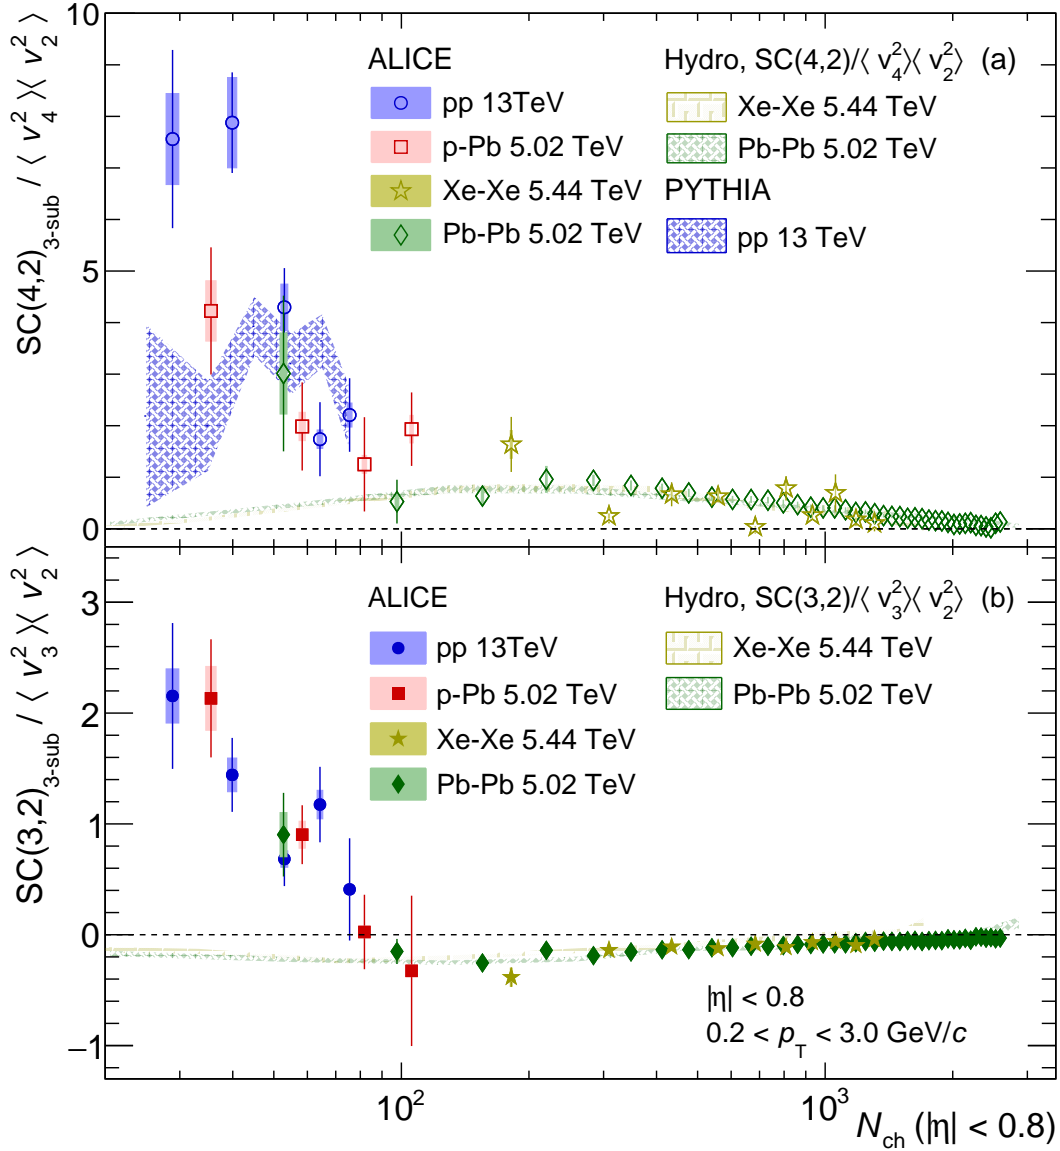 SC(4,2)3-sub / ⟨ v₄² ⟩⟨ v₂² ⟩
10
5
0
ALICE
pp 13TeV
p-Pb 5.02 TeV
Xe-Xe 5.44 TeV
Pb-Pb 5.02 TeV
Hydro, SC(4,2)/⟨ v₄² ⟩⟨ v₂² ⟩ (a)
Xe-Xe 5.44 TeV
Pb-Pb 5.02 TeV
PYTHIA
pp 13 TeV
SC(3,2)3-sub / ⟨ v₃² ⟩⟨ v₂² ⟩
3
2
1
0
−1
ALICE
pp 13TeV
p-Pb 5.02 TeV
Xe-Xe 5.44 TeV
Pb-Pb 5.02 TeV
Hydro, SC(3,2)/⟨ v₃² ⟩⟨ v₂² ⟩ (b)
Xe-Xe 5.44 TeV
Pb-Pb 5.02 TeV
|η| < 0.8
0.2 < pT < 3.0 GeV/c
10² 10³
Nch (|η| < 0.8)